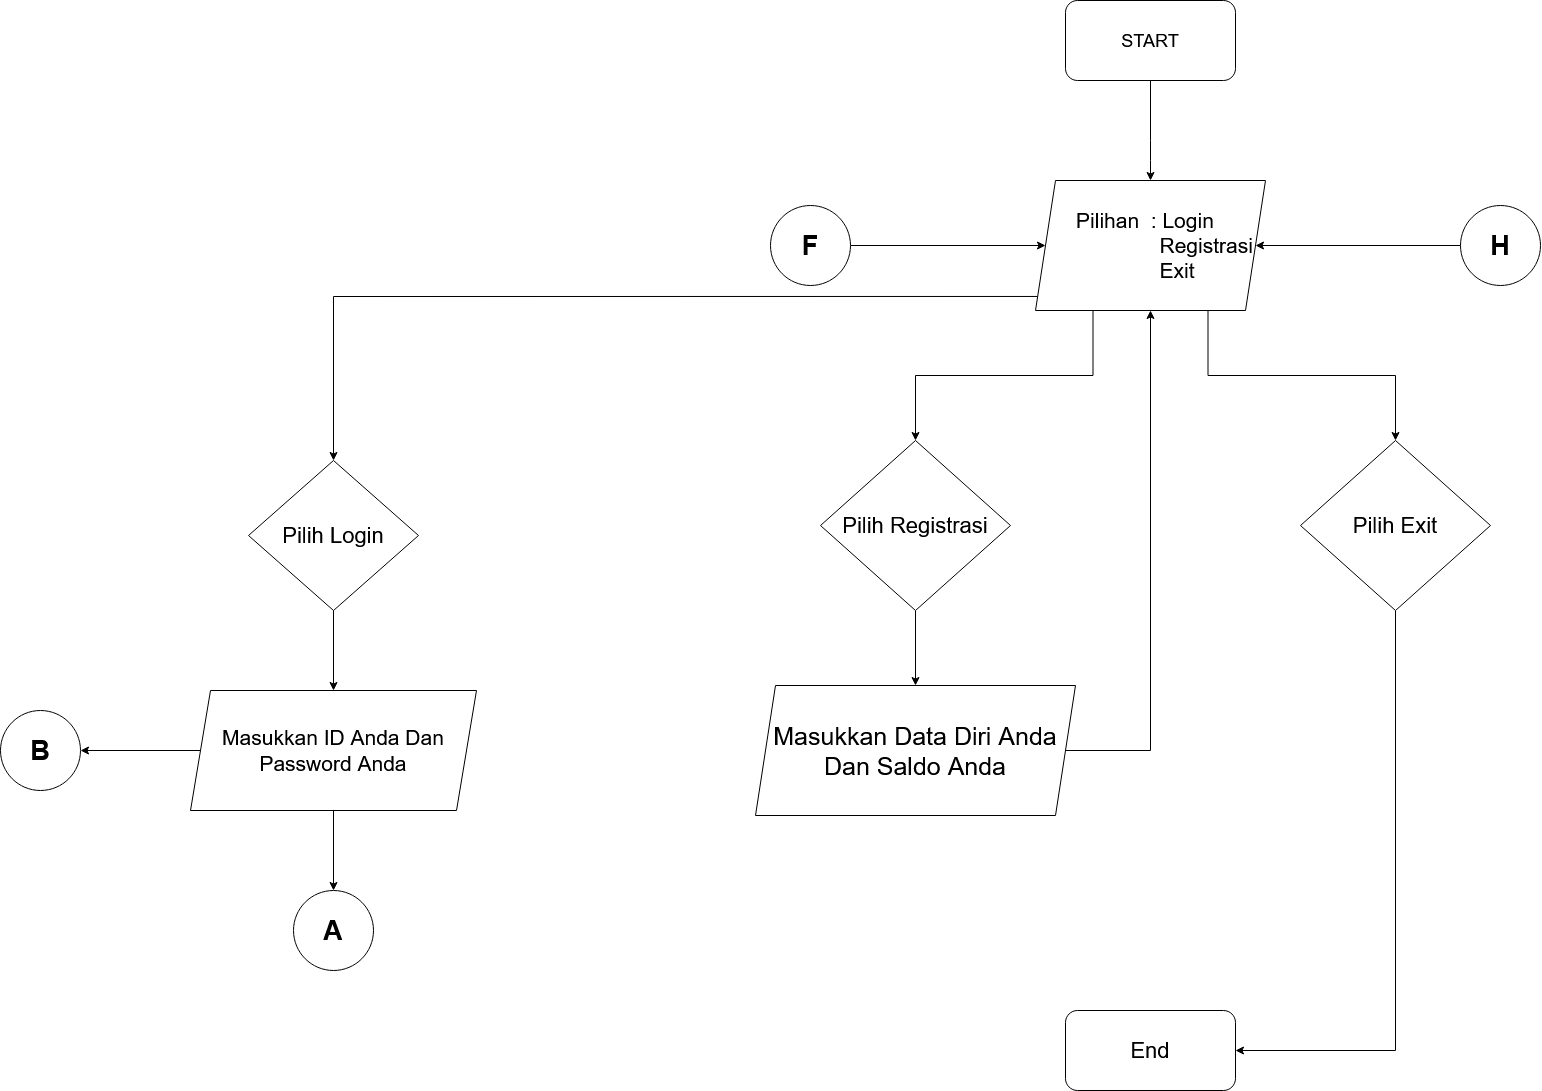 START
F
Pilihan : Login
Registrasi
Exit
H
Pilih Login
Pilih Registrasi
Pilih Exit
B
Masukkan ID Anda Dan
Password Anda
Masukkan Data Diri Anda
Dan Saldo Anda
A
End